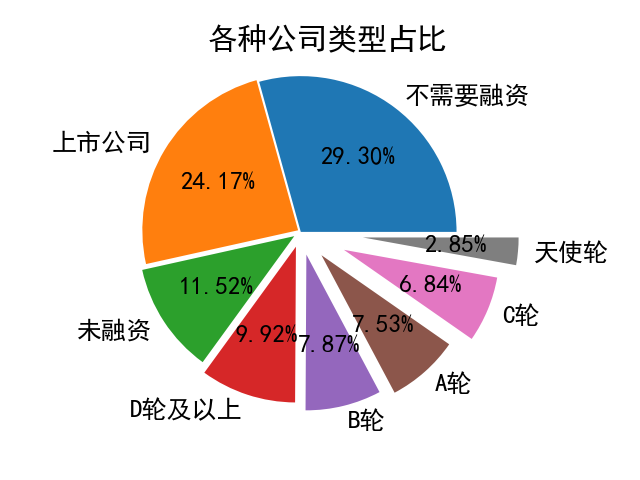 各种公司类型占比
不需要融资
29.30%
上市公司
24.17%
未融资
11.52%
D轮及以上
9.92%
B轮
7.87%
A轮
7.53%
C轮
6.84%
天使轮
2.85%